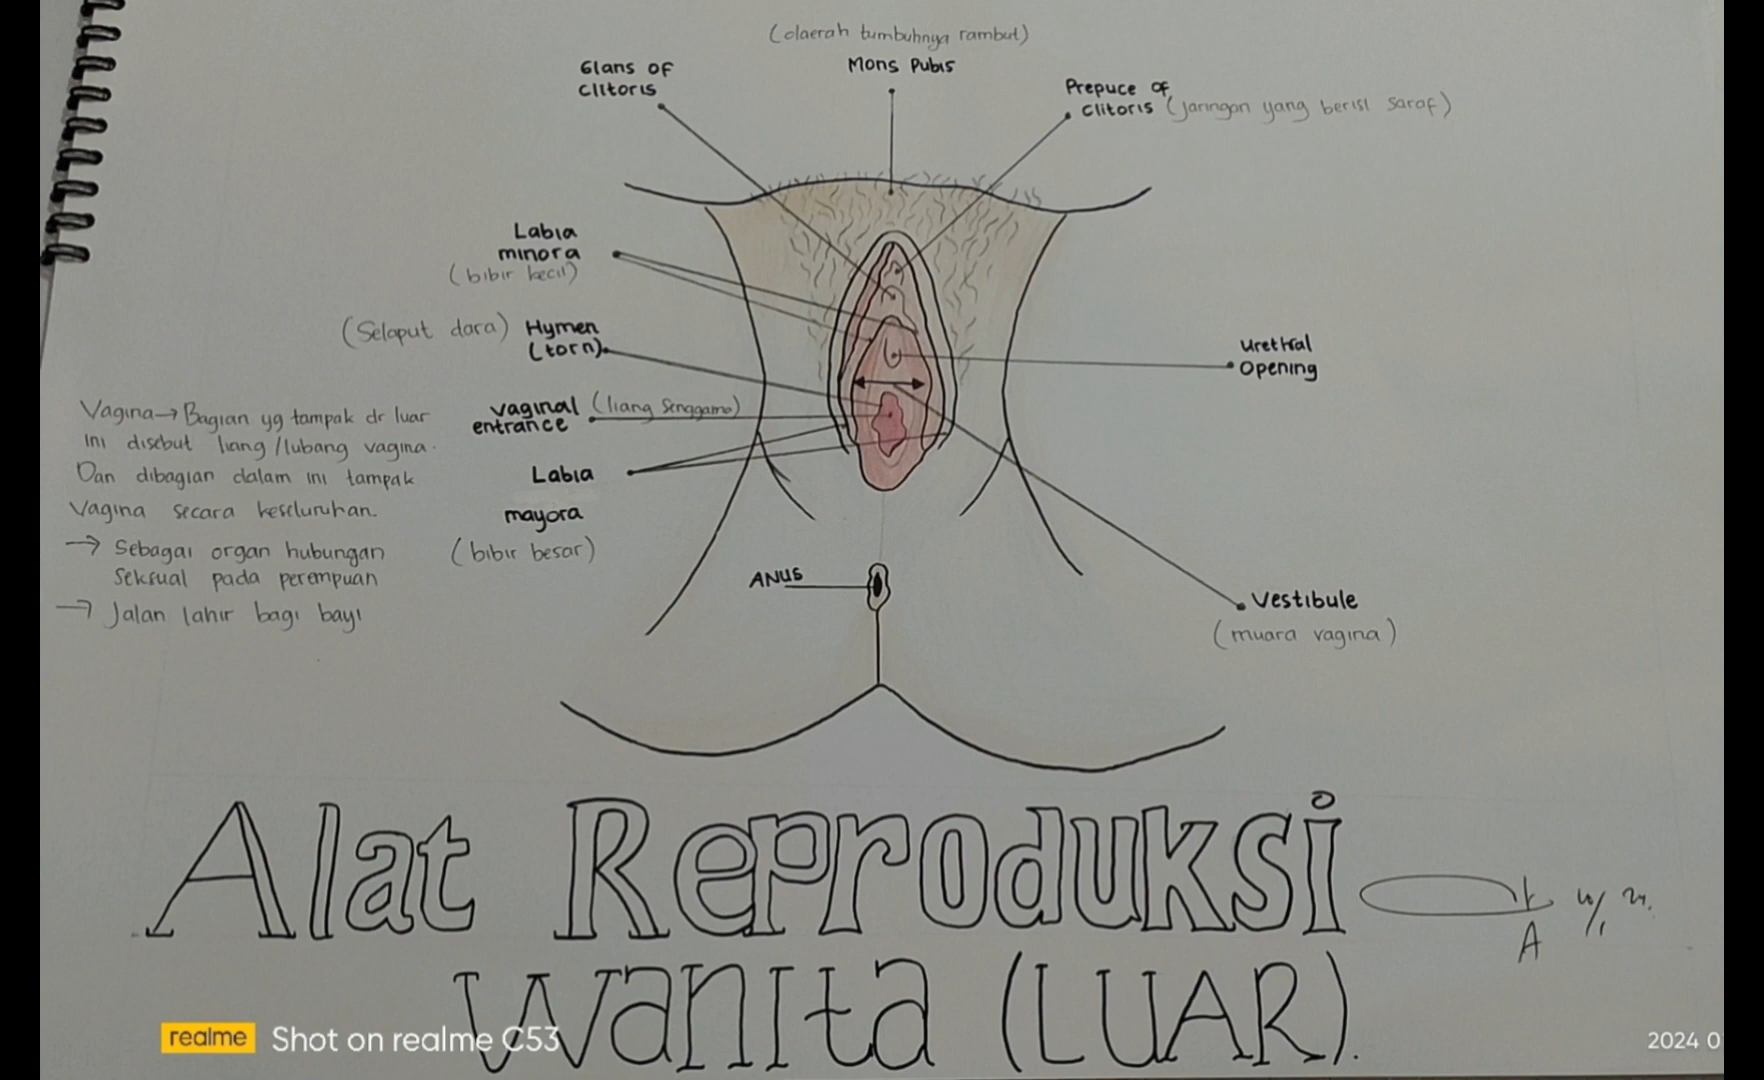 (daerah tumbuhnya rambut)
Mons Pubis
Glans of
Clitoris
Prepuce of
Clitoris (Jaringan yang berisi saraf)
Labia
minora
(bibir kecil)
(Selaput dara) Hymen
(torn)
Urethral
Opening
vaginal (liang senggama)
entrance
Labia
mayora
(bibir besar)
Vagina → Bagian yg tampak dr luar
ini disebut liang / lubang vagina.
Dan dibagian dalam ini tampak
Vagina secara keseluruhan.
→ Sebagai organ hubungan
seksual pada perempuan
→ Jalan lahir bagi bayi
ANUS
Vestibule
(muara vagina)
Alat Reproduksi
Wanita (LUAR).
A
realme Shot on realme C53
2024 0